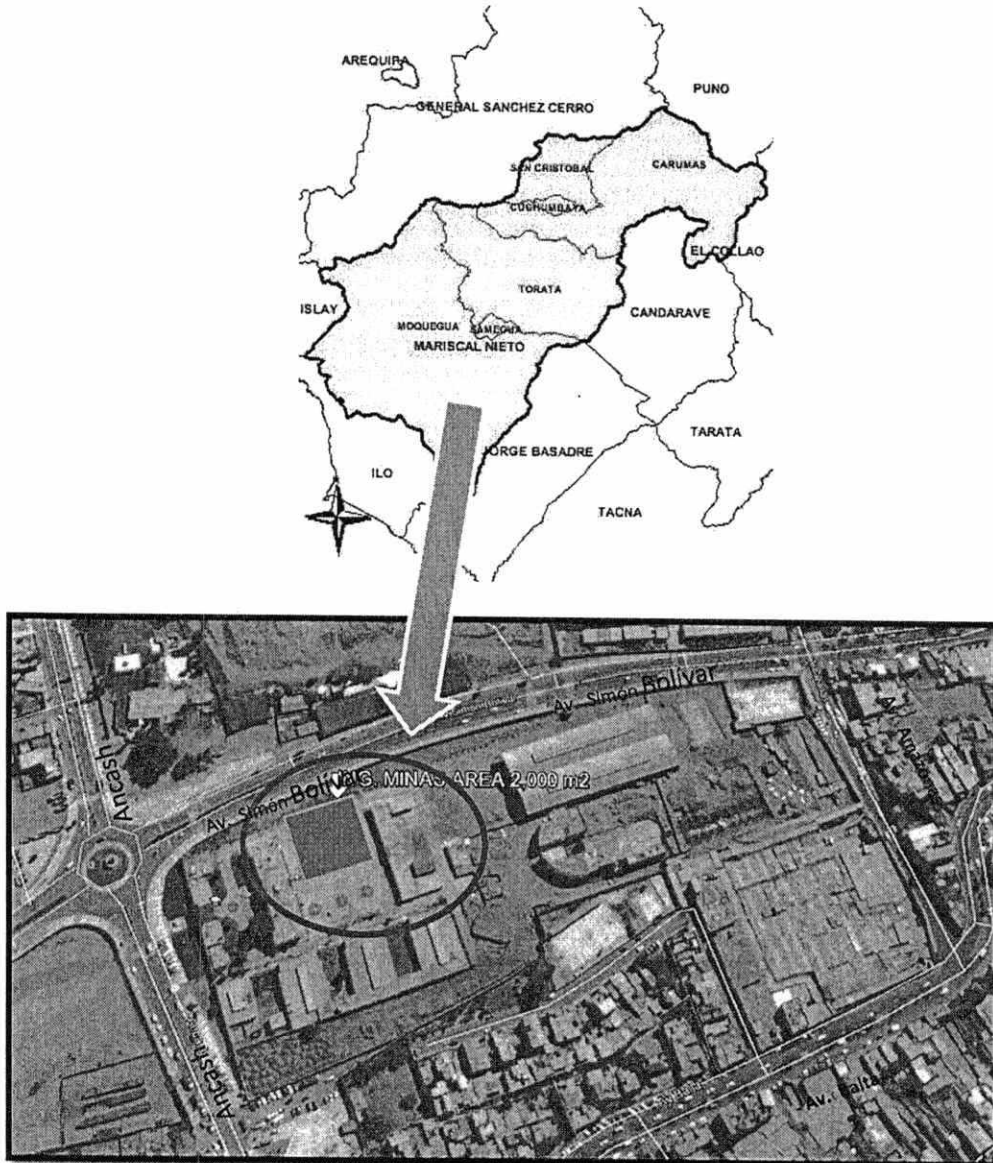 AREQUIPA
PUNO
GENERAL SANCHEZ CERRO
SAN CRISTOBAL
CARUMAS
CUCHUMBAYA
EL COLLAO
TORATA
ISLAY
CANDARAVE
MOQUEGUA
SAMEGUA
MARISCAL NIETO
TARATA
JORGE BASADRE
ILO
TACNA
Av. Simón Bolívar
Ancash
G. MINAS AREA 2,000 m2
Av. Simón Bolívar
Ancash
Av.